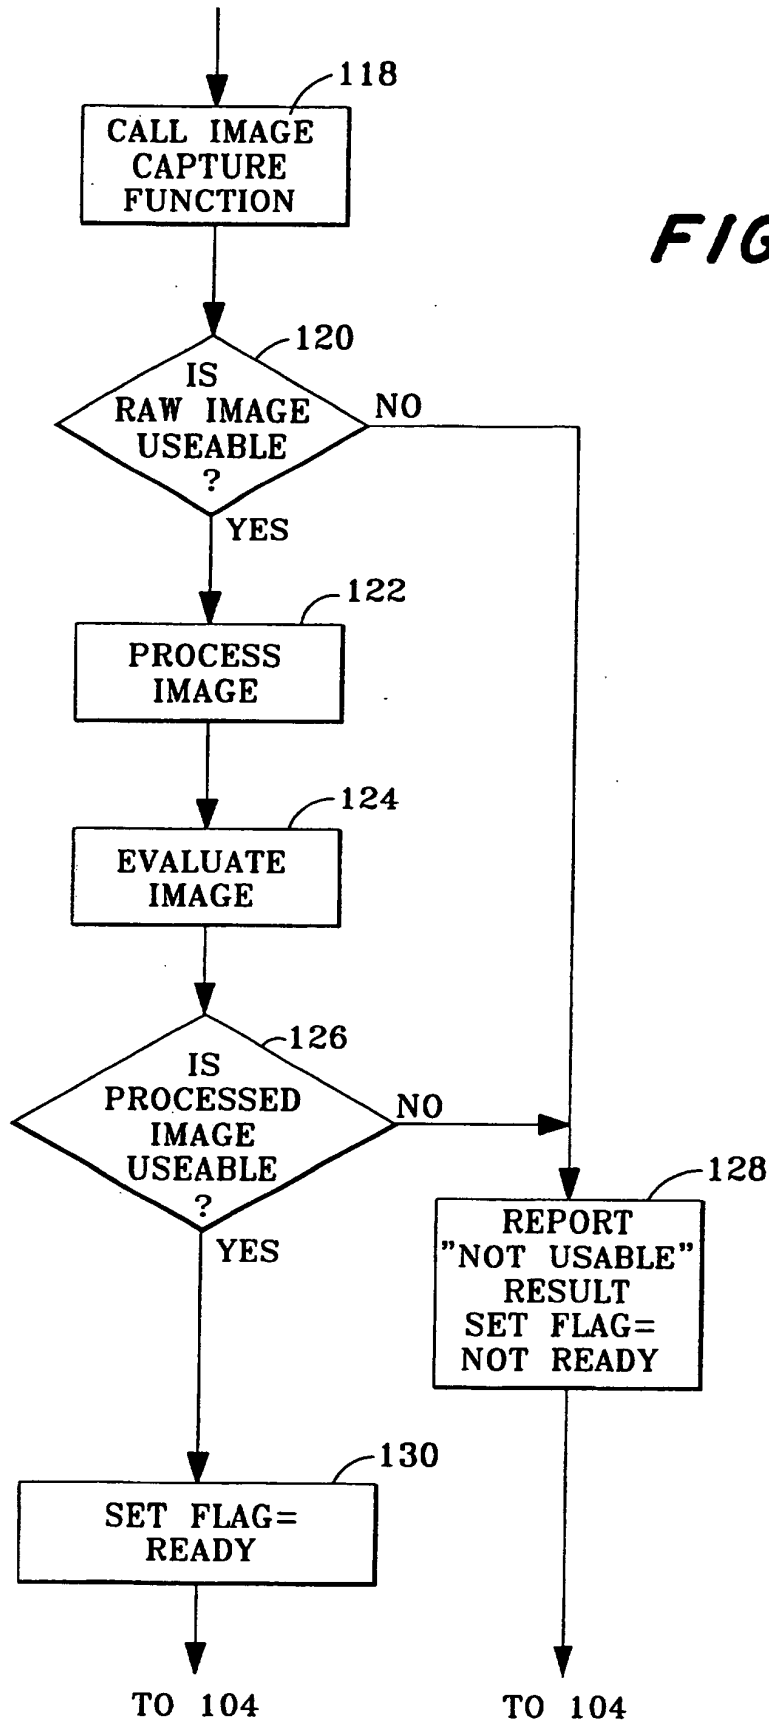 118
CALL IMAGE
CAPTURE
FUNCTION
FIG
120
IS
RAW IMAGE
USEABLE
?
NO
YES
122
PROCESS
IMAGE
124
EVALUATE
IMAGE
126
IS
PROCESSED
IMAGE
USEABLE
?
NO
YES
128
REPORT
"NOT USABLE"
RESULT
SET FLAG=
NOT READY
130
SET FLAG=
READY
TO 104
TO 104